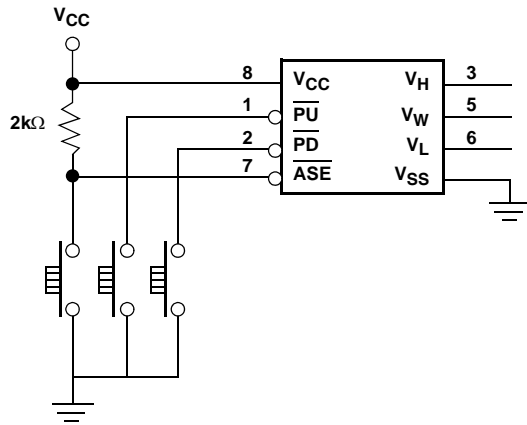 VCC
8 VCC VH 3
1 PU VW 5
2kΩ
2 PD VL 6
7 ASE VSS